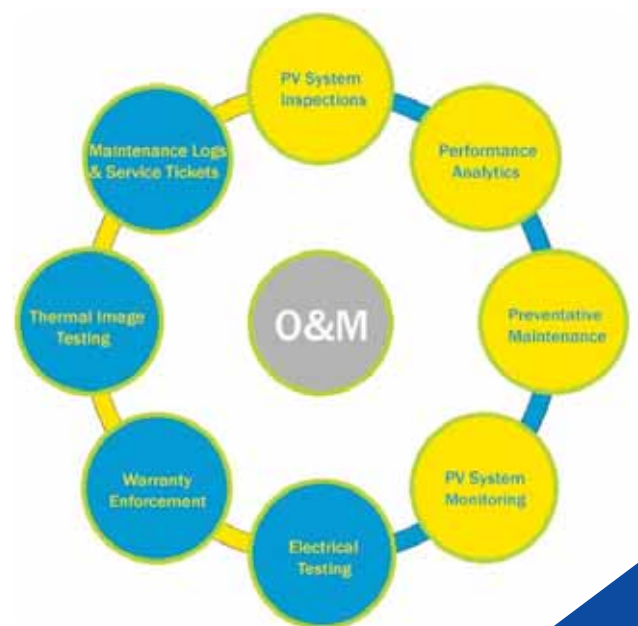 PV System
Inspections
Performance
Analytics
Preventative
Maintenance
PV System
Monitoring
Electrical
Testing
Warranty
Enforcement
Thermal Image
Testing
Maintenance Logs
& Service Tickets
O&M